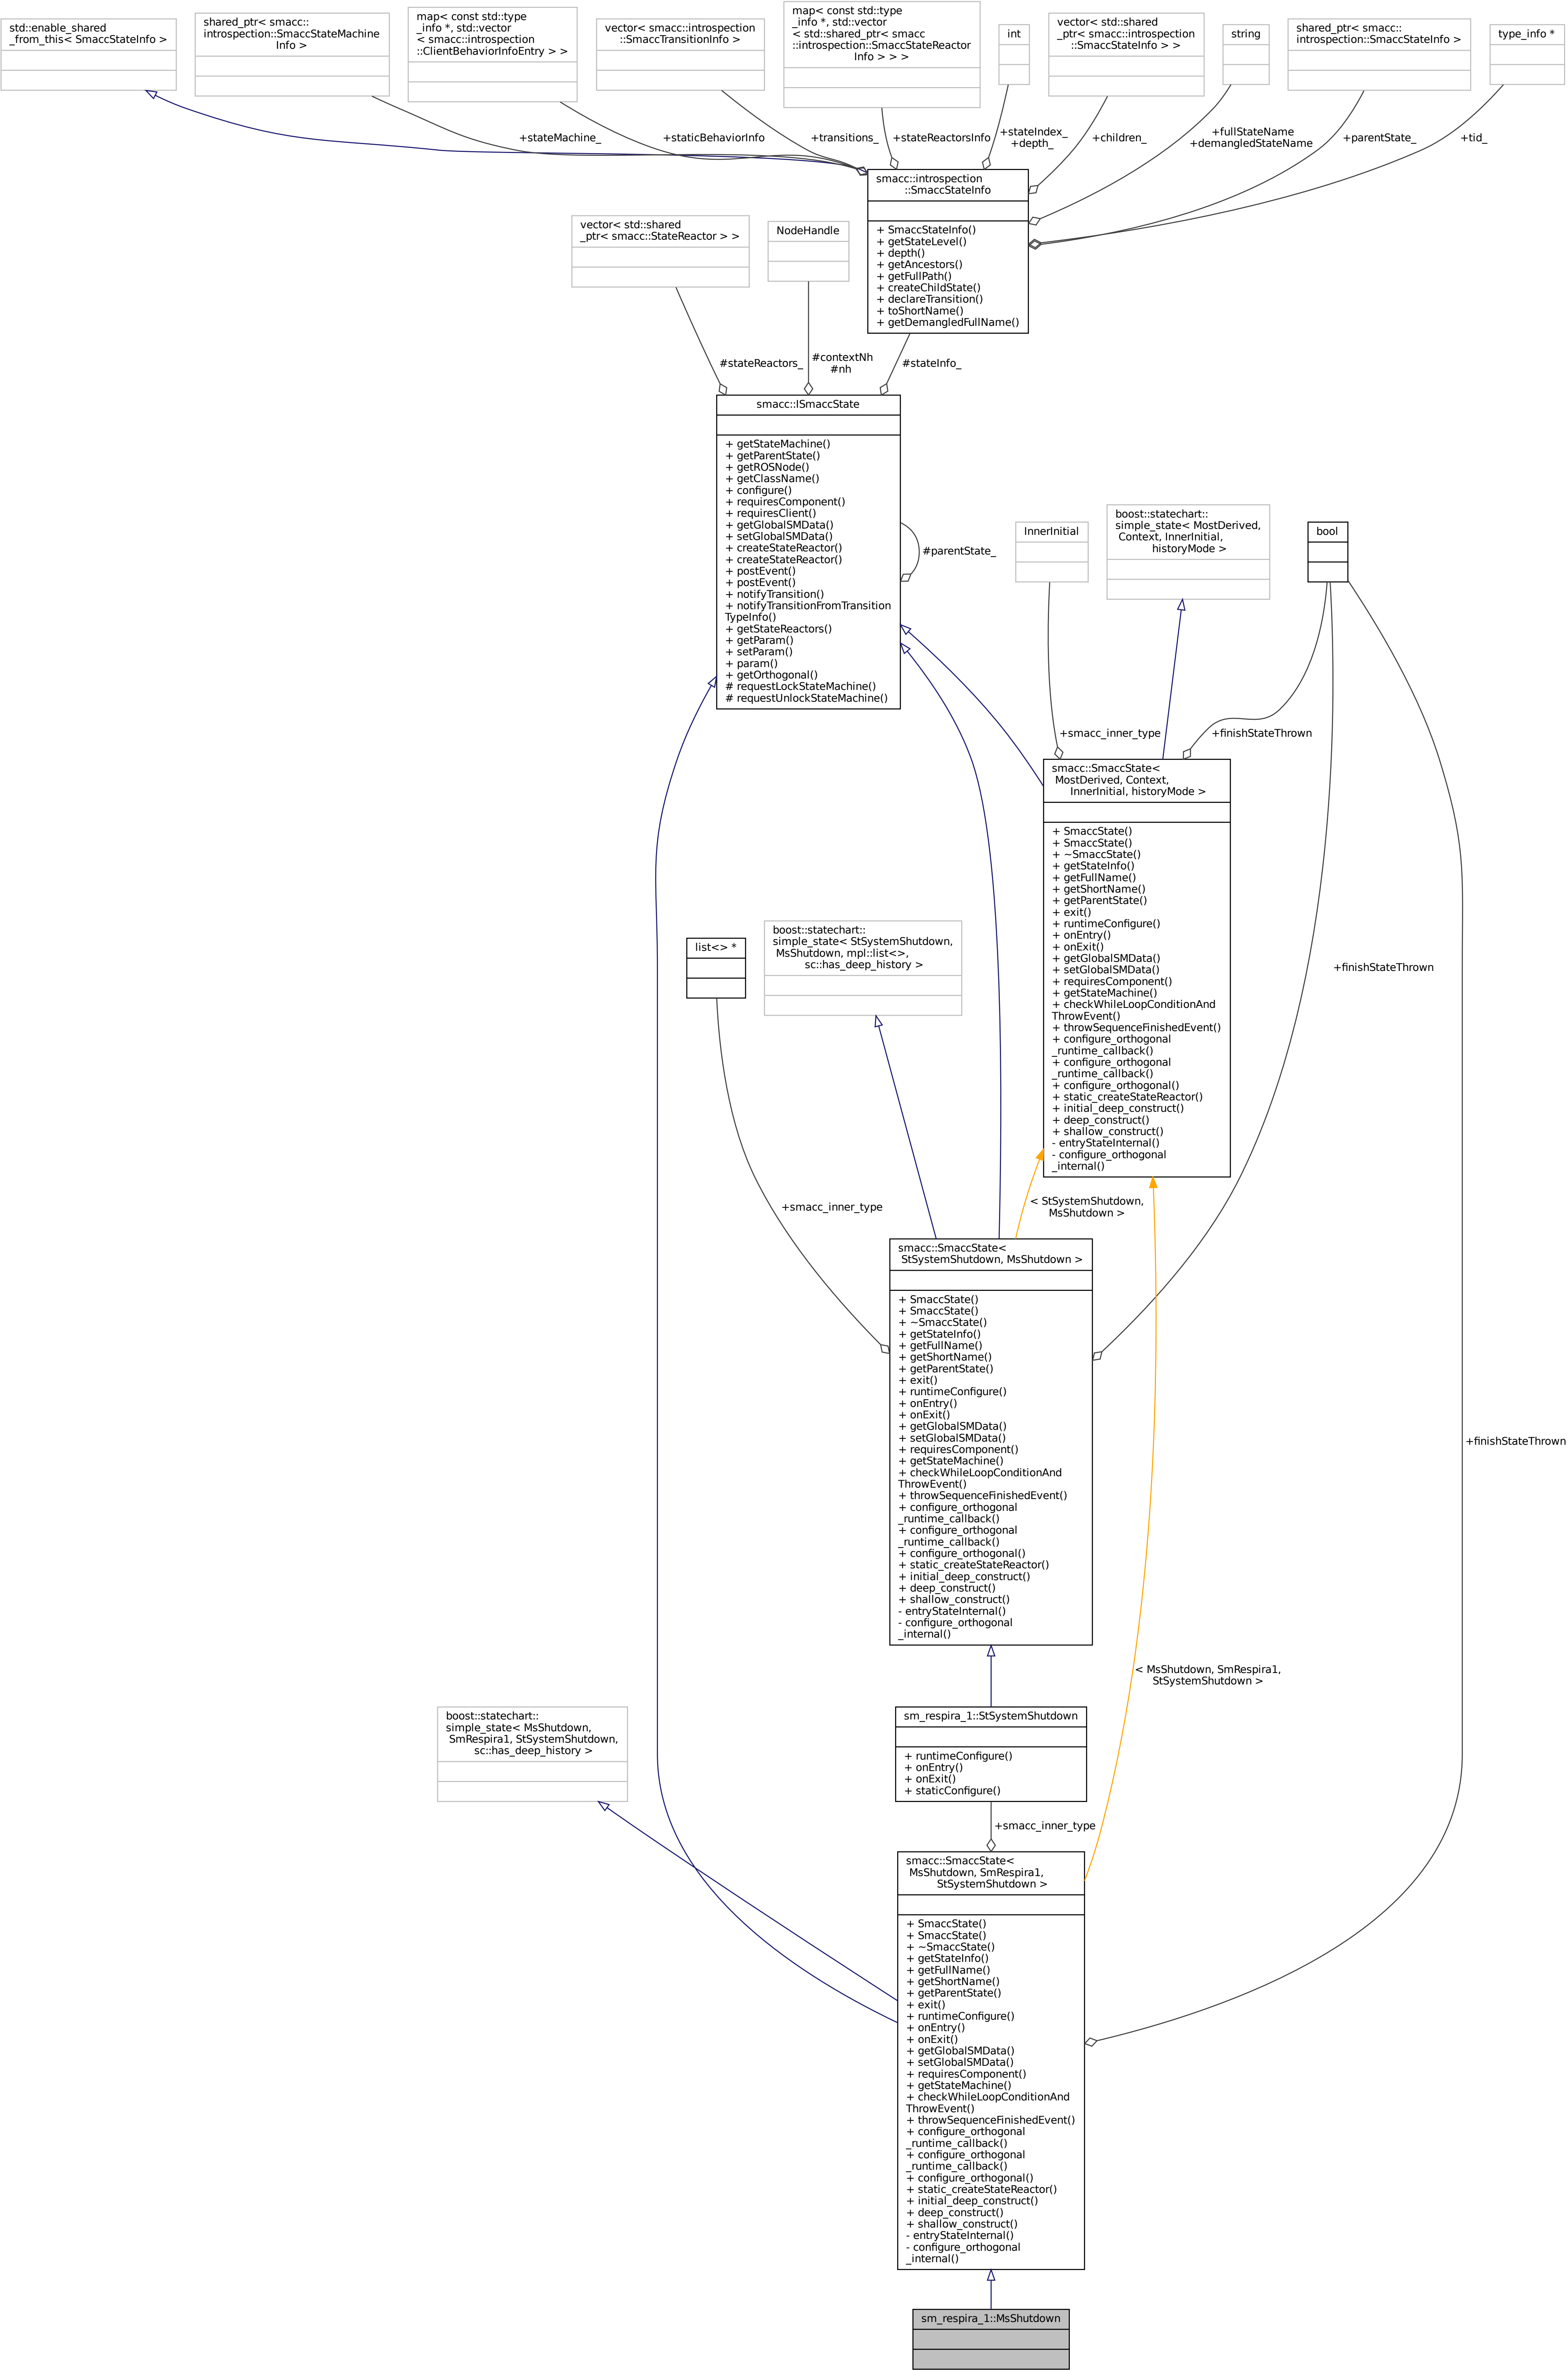 std::enable_shared
_from_this< SmaccStateInfo >
shared_ptr< smacc::
introspection::SmaccStateMachine
Info >
map< const std::type
_info *, std::vector
< smacc::introspection
::ClientBehaviorInfoEntry > >
vector< smacc::introspection
::SmaccTransitionInfo >
map< const std::type
_info *, std::vector
< std::shared_ptr< smacc
::introspection::SmaccStateReactor
Info > > >
int
vector< std::shared
_ptr< smacc::introspection
::SmaccStateInfo > >
string
shared_ptr< smacc::
introspection::SmaccStateInfo >
type_info *
+stateMachine_
+staticBehaviorInfo
+transitions_
+stateReactorsInfo
+stateIndex_
+depth_
+children_
+fullStateName
+demangledStateName
+parentState_
+tid_
smacc::introspection
::SmaccStateInfo
+ SmaccStateInfo()
+ getStateLevel()
+ depth()
+ getAncestors()
+ getFullPath()
+ createChildState()
+ declareTransition()
+ toShortName()
+ getDemangledFullName()
vector< std::shared
_ptr< smacc::StateReactor > >
NodeHandle
#stateReactors_
#contextNh
#nh
#stateInfo_
smacc::ISmaccState
+ getStateMachine()
+ getParentState()
+ getROSNode()
+ getClassName()
+ configure()
+ requiresComponent()
+ requiresClient()
+ getGlobalSMData()
+ setGlobalSMData()
+ createStateReactor()
+ createStateReactor()
+ postEvent()
+ postEvent()
+ notifyTransition()
+ notifyTransitionFromTransition
TypeInfo()
+ getStateReactors()
+ getParam()
+ setParam()
+ param()
+ getOrthogonal()
# requestLockStateMachine()
# requestUnlockStateMachine()
#parentState_
InnerInitial
boost::statechart::
simple_state< MostDerived,
Context, InnerInitial,
historyMode >
bool
+smacc_inner_type
+finishStateThrown
smacc::SmaccState<
MostDerived, Context,
InnerInitial, historyMode >
+ SmaccState()
+ SmaccState()
+ ~SmaccState()
+ getStateInfo()
+ getFullName()
+ getShortName()
+ getParentState()
+ exit()
+ runtimeConfigure()
+ onEntry()
+ onExit()
+ getGlobalSMData()
+ setGlobalSMData()
+ requiresComponent()
+ getStateMachine()
+ checkWhileLoopConditionAnd
ThrowEvent()
+ throwSequenceFinishedEvent()
+ configure_orthogonal
_runtime_callback()
+ configure_orthogonal
_runtime_callback()
+ configure_orthogonal()
+ static_createStateReactor()
+ initial_deep_construct()
+ deep_construct()
+ shallow_construct()
- entryStateInternal()
- configure_orthogonal
_internal()
list<> *
boost::statechart::
simple_state< StSystemShutdown,
MsShutdown, mpl::list<>,
sc::has_deep_history >
+finishStateThrown
+smacc_inner_type
< StSystemShutdown,
MsShutdown >
smacc::SmaccState<
StSystemShutdown, MsShutdown >
+ SmaccState()
+ SmaccState()
+ ~SmaccState()
+ getStateInfo()
+ getFullName()
+ getShortName()
+ getParentState()
+ exit()
+ runtimeConfigure()
+ onEntry()
+ onExit()
+ getGlobalSMData()
+ setGlobalSMData()
+ requiresComponent()
+ getStateMachine()
+ checkWhileLoopConditionAnd
ThrowEvent()
+ throwSequenceFinishedEvent()
+ configure_orthogonal
_runtime_callback()
+ configure_orthogonal
_runtime_callback()
+ configure_orthogonal()
+ static_createStateReactor()
+ initial_deep_construct()
+ deep_construct()
+ shallow_construct()
- entryStateInternal()
- configure_orthogonal
_internal()
+finishStateThrown
< MsShutdown, SmRespira1,
StSystemShutdown >
boost::statechart::
simple_state< MsShutdown,
SmRespira1, StSystemShutdown,
sc::has_deep_history >
sm_respira_1::StSystemShutdown
+ runtimeConfigure()
+ onEntry()
+ onExit()
+ staticConfigure()
+smacc_inner_type
smacc::SmaccState<
MsShutdown, SmRespira1,
StSystemShutdown >
+ SmaccState()
+ SmaccState()
+ ~SmaccState()
+ getStateInfo()
+ getFullName()
+ getShortName()
+ getParentState()
+ exit()
+ runtimeConfigure()
+ onEntry()
+ onExit()
+ getGlobalSMData()
+ setGlobalSMData()
+ requiresComponent()
+ getStateMachine()
+ checkWhileLoopConditionAnd
ThrowEvent()
+ throwSequenceFinishedEvent()
+ configure_orthogonal
_runtime_callback()
+ configure_orthogonal
_runtime_callback()
+ configure_orthogonal()
+ static_createStateReactor()
+ initial_deep_construct()
+ deep_construct()
+ shallow_construct()
- entryStateInternal()
- configure_orthogonal
_internal()
sm_respira_1::MsShutdown